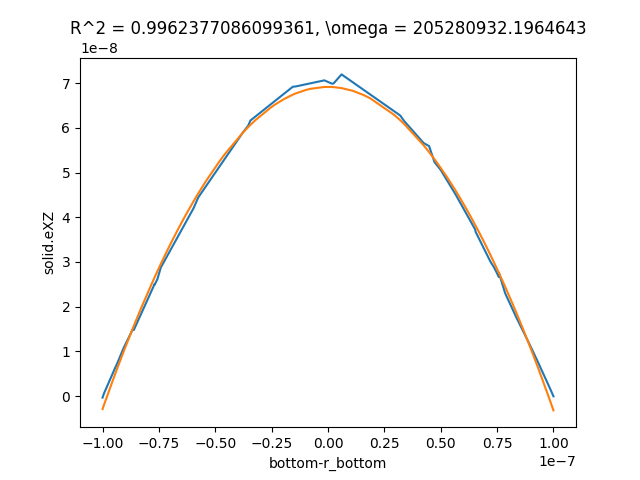 R^2 = 0.9962377086099361, \omega = 205280932.1964643
1e−8
7
6
5
4
3
2
1
0
solid.eXZ
−1.00 −0.75 −0.50 −0.25 0.00 0.25 0.50 0.75 1.00
bottom-r_bottom
1e−7